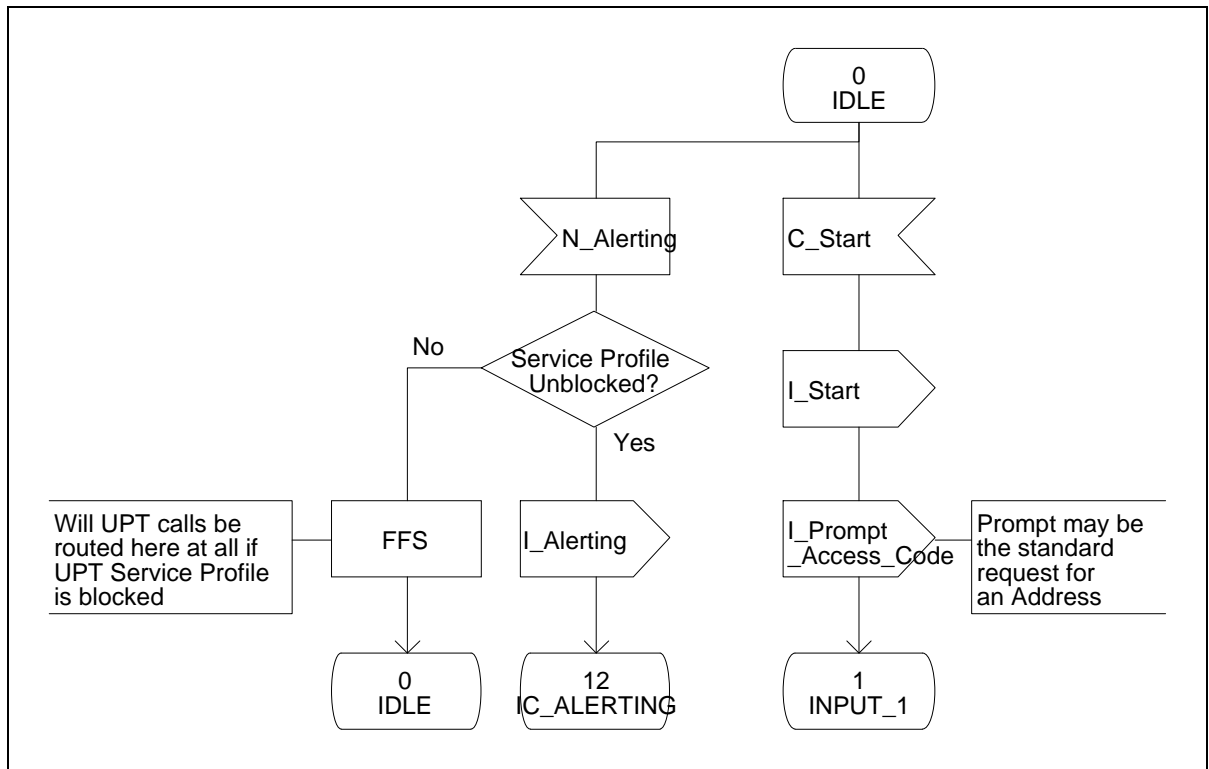 0
IDLE
N_Alerting
C_Start
No
Service Profile
Unblocked?
Yes
I_Start
Will UPT calls be
routed here at all if
UPT Service Profile
is blocked
FFS
I_Alerting
I_Prompt
_Access_Code
Prompt may be
the standard
request for
an Address
0
IDLE
12
IC_ALERTING
1
INPUT_1